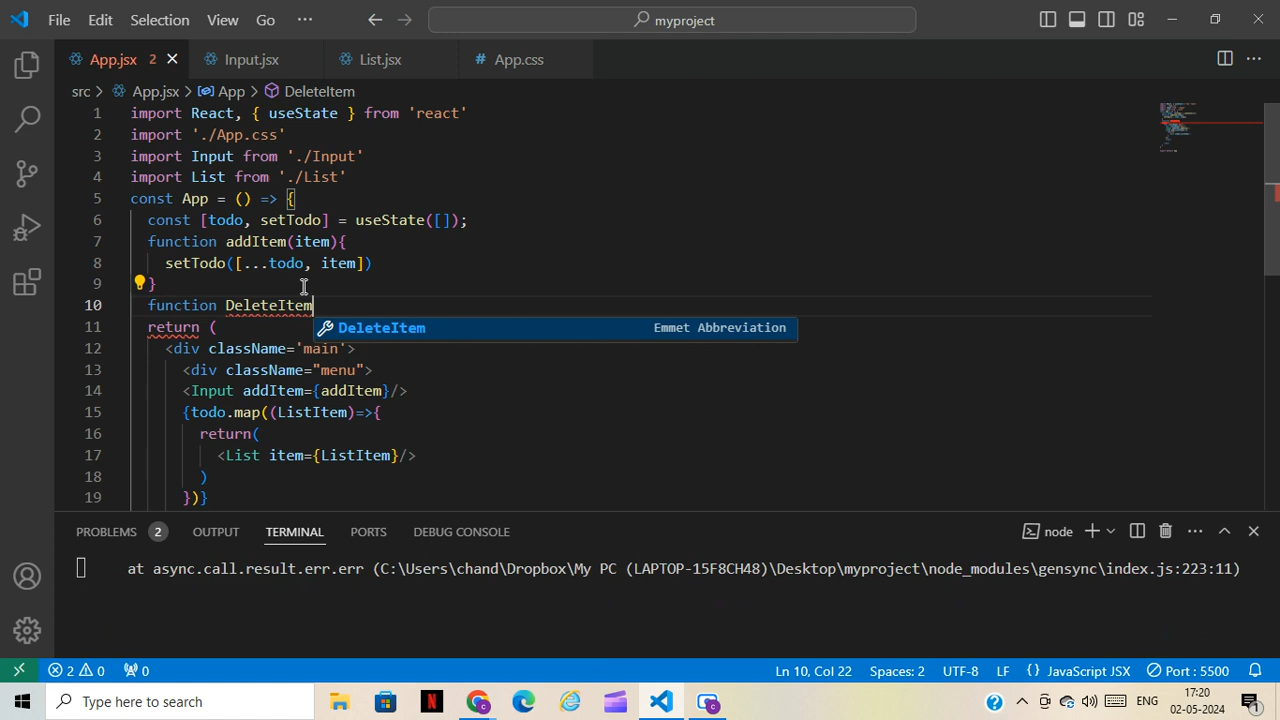 File Edit Selection View Go ··· myproject
App.jsx 2 Input.jsx List.jsx App.css
src > App.jsx > App > DeleteItem
1 import React, { useState } from 'react'
2 import './App.css'
3 import Input from './Input'
4 import List from './List'
5 const App = () => {
6 const [todo, setTodo] = useState([]);
7 function addItem(item){
8 setTodo([...todo, item])
9 }
10 function DeleteItem
11 return (
DeleteItem Emmet Abbreviation
12 <div className='main'>
13 <div className="menu">
14 <Input addItem={addItem}/>
15 {todo.map((ListItem)=>{
16 return(
17 <List item={ListItem}/>
18 )
19 })}
PROBLEMS 2 OUTPUT TERMINAL PORTS DEBUG CONSOLE node
at async.call.result.err.err (C:\Users\chand\Dropbox\My PC (LAPTOP-15F8CH48)\Desktop\myproject\node_modules\gensync\index.js:223:11)
2 0 0 Ln 10, Col 22 Spaces: 2 UTF-8 LF {} JavaScript JSX Port : 5500
Type here to search ENG 17:20
02-05-2024 1